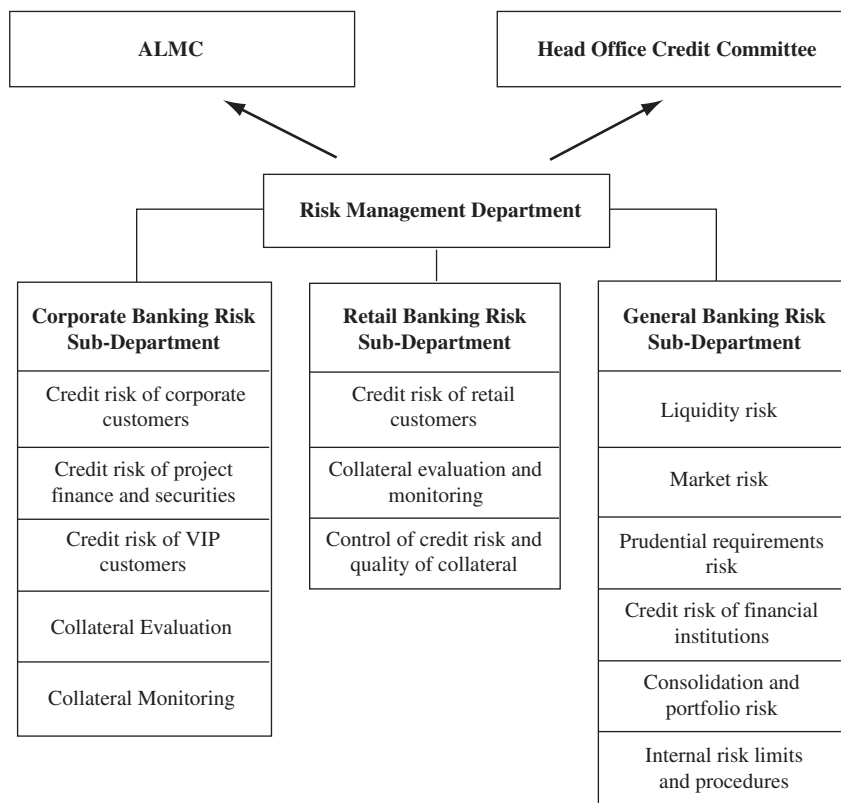 ALMC
Head Office Credit Committee
Risk Management Department
Corporate Banking Risk
Sub-Department
Credit risk of corporate
customers
Credit risk of project
finance and securities
Credit risk of VIP
customers
Collateral Evaluation
Collateral Monitoring
Retail Banking Risk
Sub-Department
Credit risk of retail
customers
Collateral evaluation and
monitoring
Control of credit risk and
quality of collateral
General Banking Risk
Sub-Department
Liquidity risk
Market risk
Prudential requirements
risk
Credit risk of financial
institutions
Consolidation and
portfolio risk
Internal risk limits
and procedures